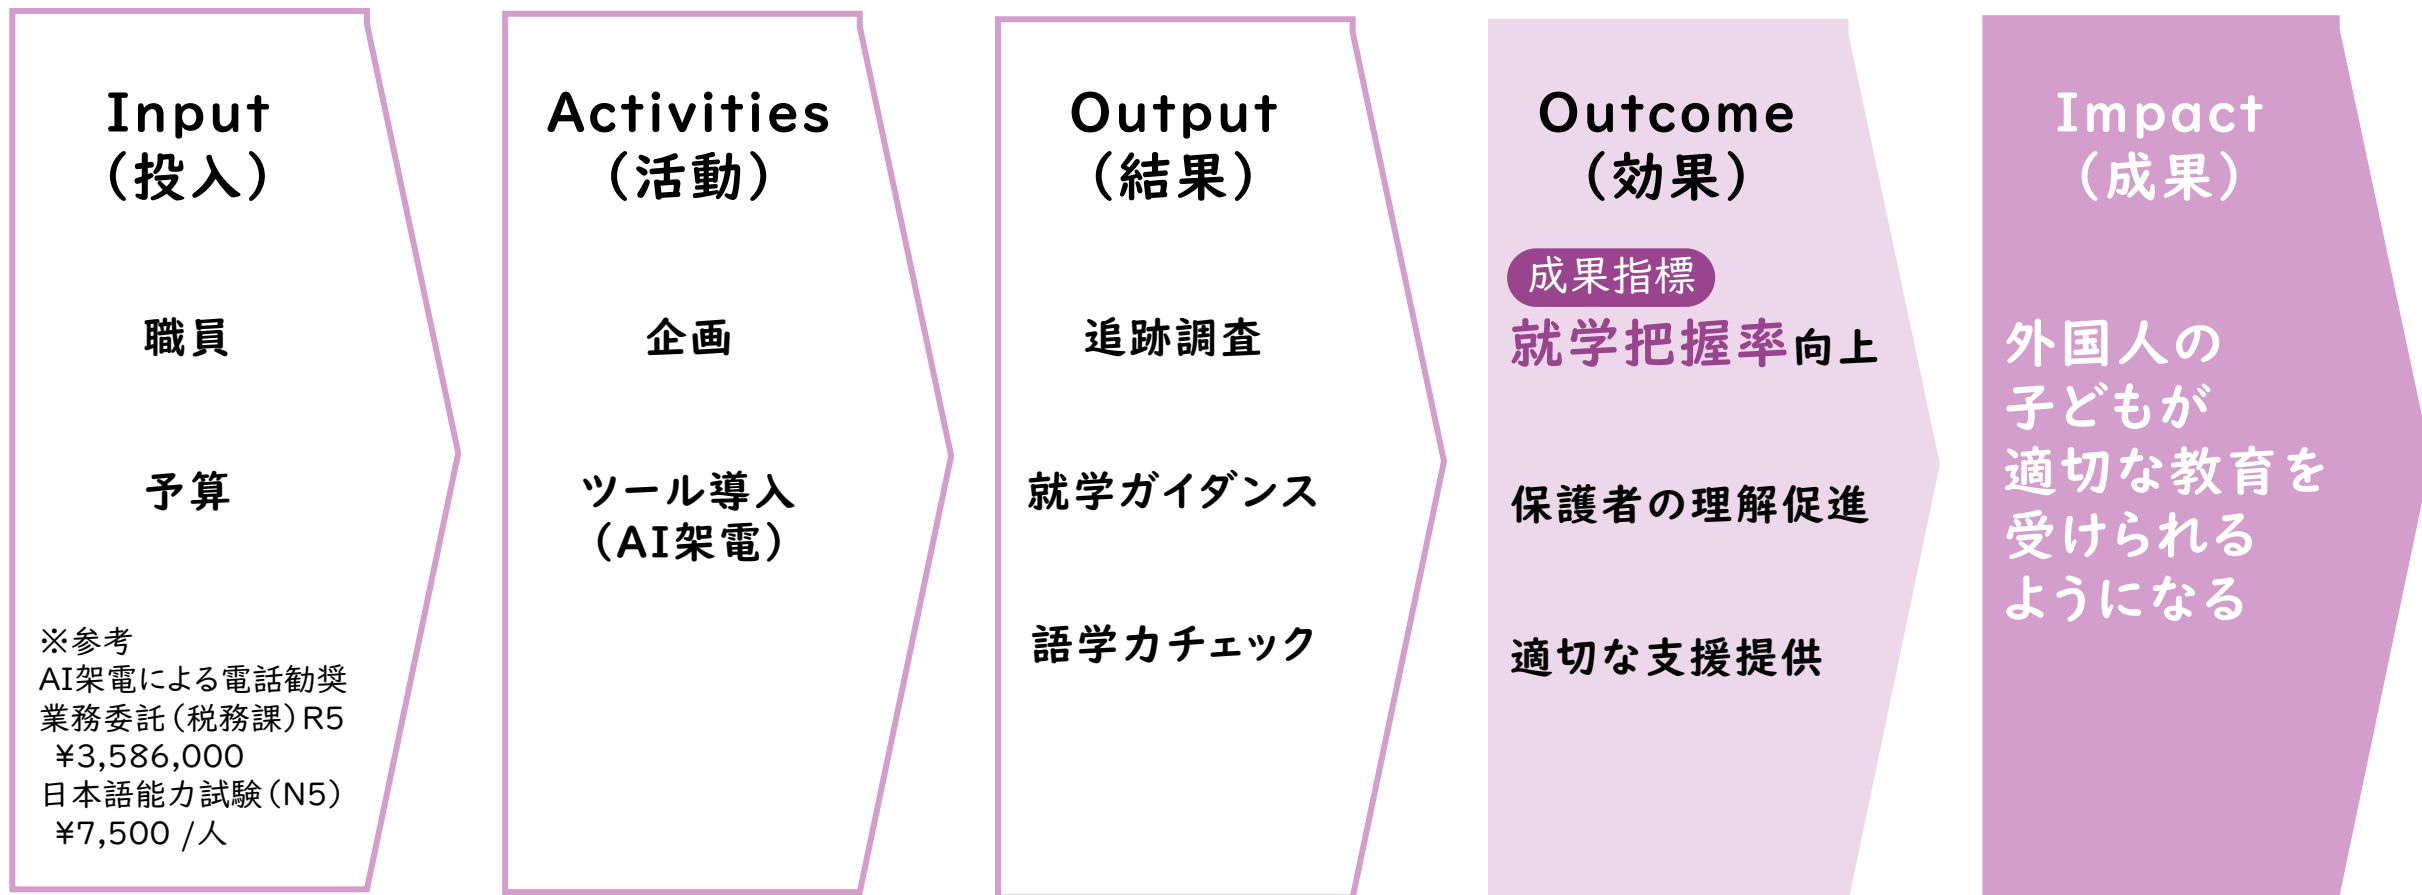 Input
（投入）
職員
予算
※参考
AI架電による電話勧奨
業務委託（税務課）R5
¥3,586,000
日本語能力試験（N5）
¥7,500 /人
Activities
（活動）
企画
ツール導入
（AI架電）
Output
（結果）
追跡調査
就学ガイダンス
語学力チェック
Outcome
（効果）
成果指標
就学把握率向上
保護者の理解促進
適切な支援提供
Impact
（成果）
外国人の
子どもが
適切な教育を
受けられる
ようになる